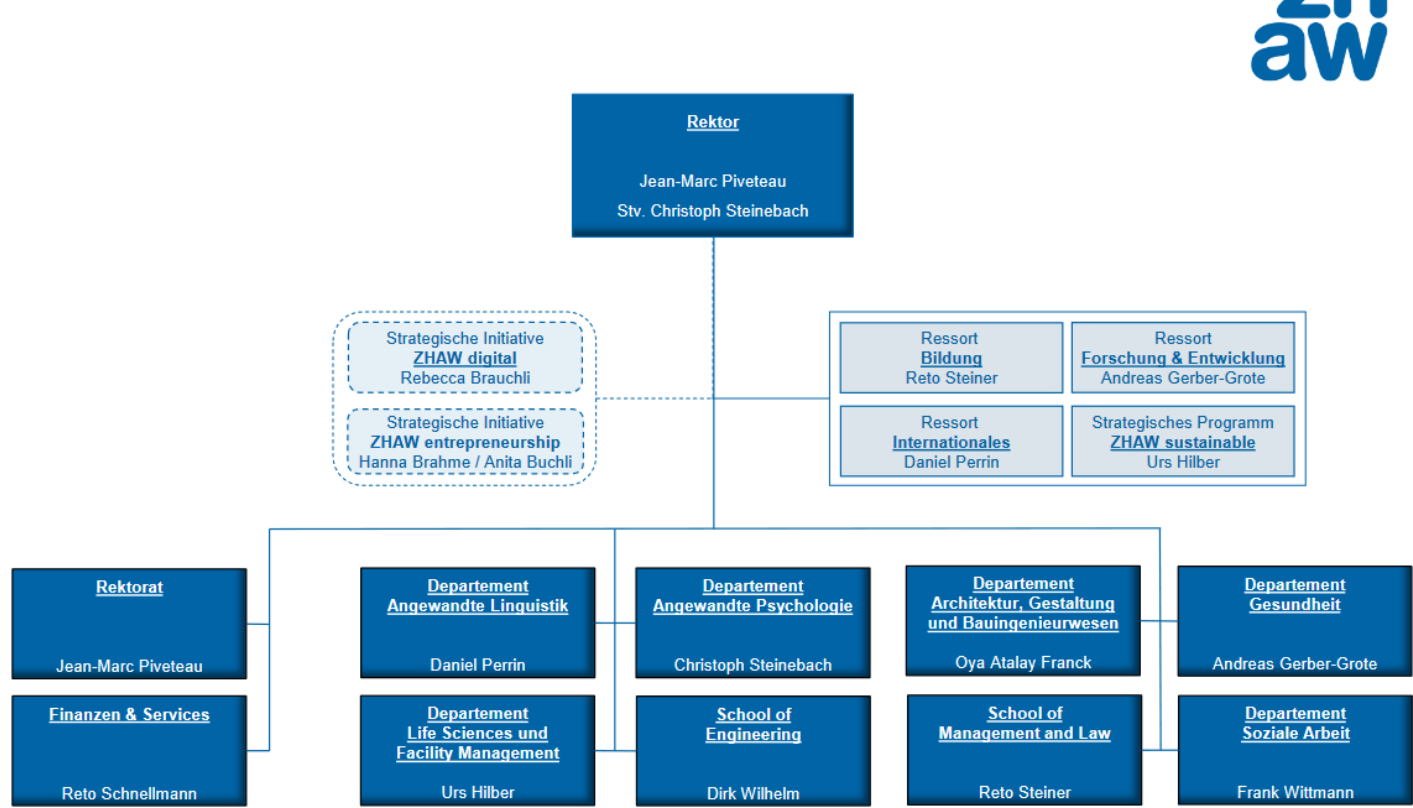 zh
aw
Rektor
Jean-Marc Piveteau
Stv. Christoph Steinebach
Strategische Initiative
ZHAW digital
Rebecca Brauchli
Strategische Initiative
ZHAW entrepreneurship
Hanna Brahme / Anita Buchli
Ressort
Bildung
Reto Steiner
Ressort
Forschung & Entwicklung
Andreas Gerber-Grote
Ressort
Internationales
Daniel Perrin
Strategisches Programm
ZHAW sustainable
Urs Hilber
Rektorat
Jean-Marc Piveteau
Departement
Angewandte Linguistik
Daniel Perrin
Departement
Angewandte Psychologie
Christoph Steinebach
Departement
Architektur, Gestaltung
und Bauingenieurwesen
Oya Atalay Franck
Departement
Gesundheit
Andreas Gerber-Grote
Finanzen & Services
Reto Schnellmann
Departement
Life Sciences und
Facility Management
Urs Hilber
School of
Engineering
Dirk Wilhelm
School of
Management and Law
Reto Steiner
Departement
Soziale Arbeit
Frank Wittmann